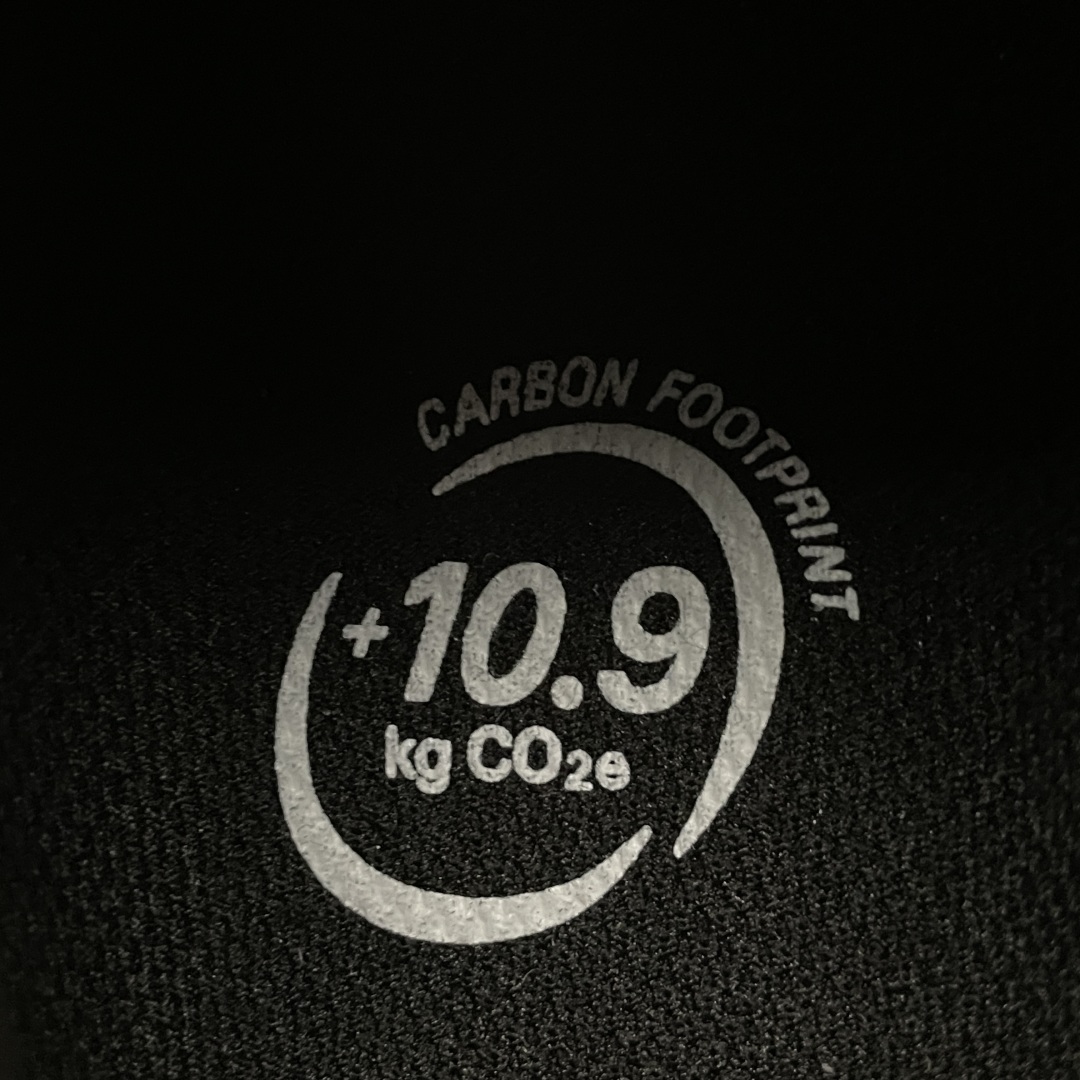 CARBON FOOTPRINT
+10.9
kg CO₂e